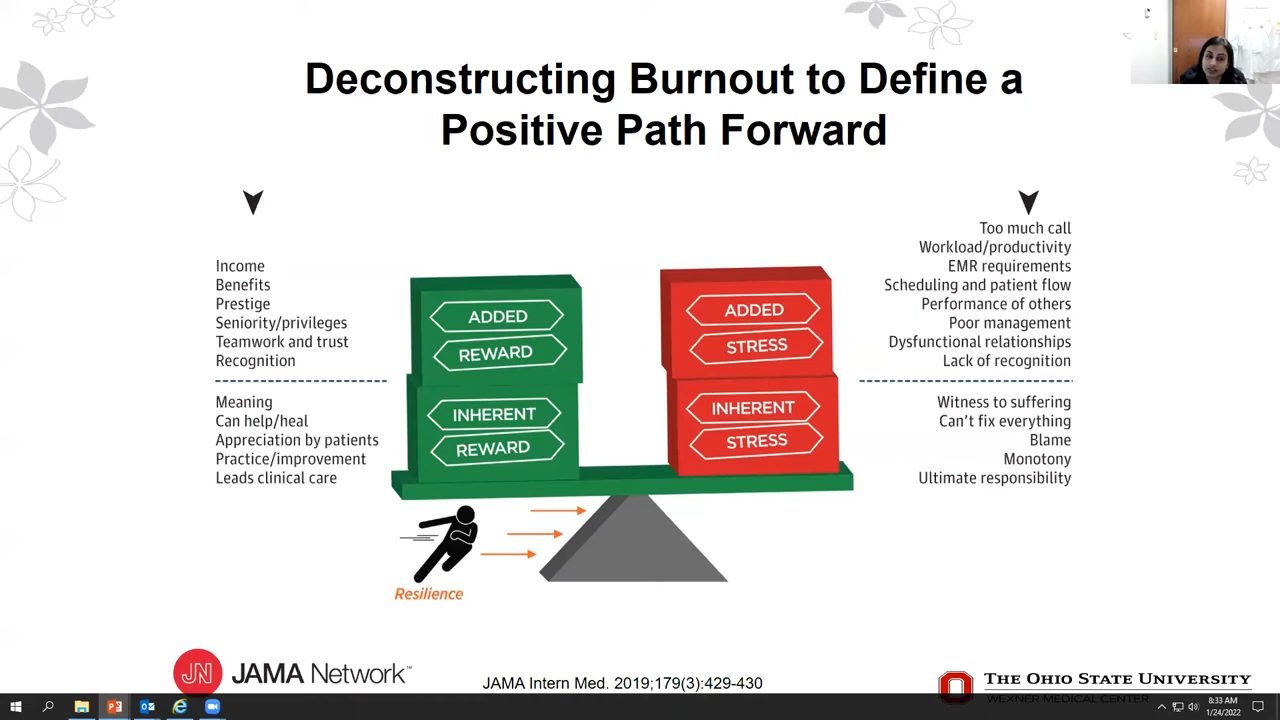 Deconstructing Burnout to Define a
Positive Path Forward
Income
Benefits
Prestige
Seniority/privileges
Teamwork and trust
Recognition
Meaning
Can help/heal
Appreciation by patients
Practice/improvement
Leads clinical care
ADDED
REWARD
INHERENT
REWARD
ADDED
STRESS
INHERENT
STRESS
Too much call
Workload/productivity
EMR requirements
Scheduling and patient flow
Performance of others
Poor management
Dysfunctional relationships
Lack of recognition
Witness to suffering
Can't fix everything
Blame
Monotony
Ultimate responsibility
Resilience
JN JAMA Network™
JAMA Intern Med. 2019;179(3):429-430
THE OHIO STATE UNIVERSITY
WEXNER MEDICAL CENTER
8:33 AM
1/24/2022